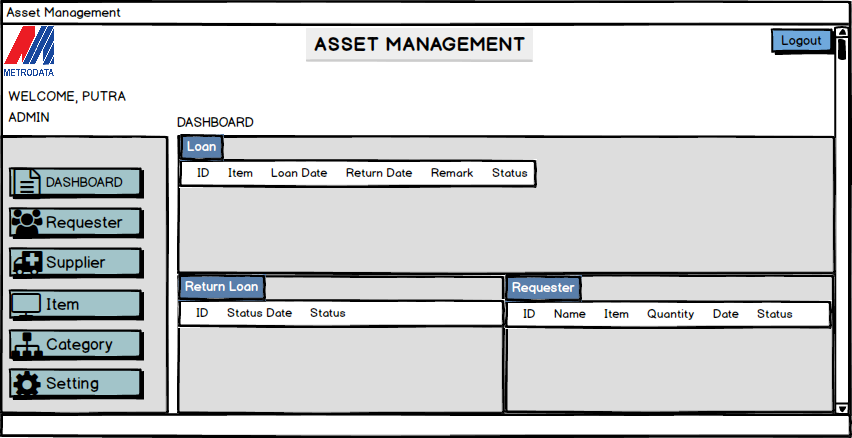 Asset Management
METRODATA
ASSET MANAGEMENT
Logout
WELCOME, PUTRA
ADMIN
DASHBOARD
Requester
Supplier
Item
Category
Setting
DASHBOARD
Loan
ID Item Loan Date Return Date Remark Status
Return Loan
ID Status Date Status
Requester
ID Name Item Quantity Date Status